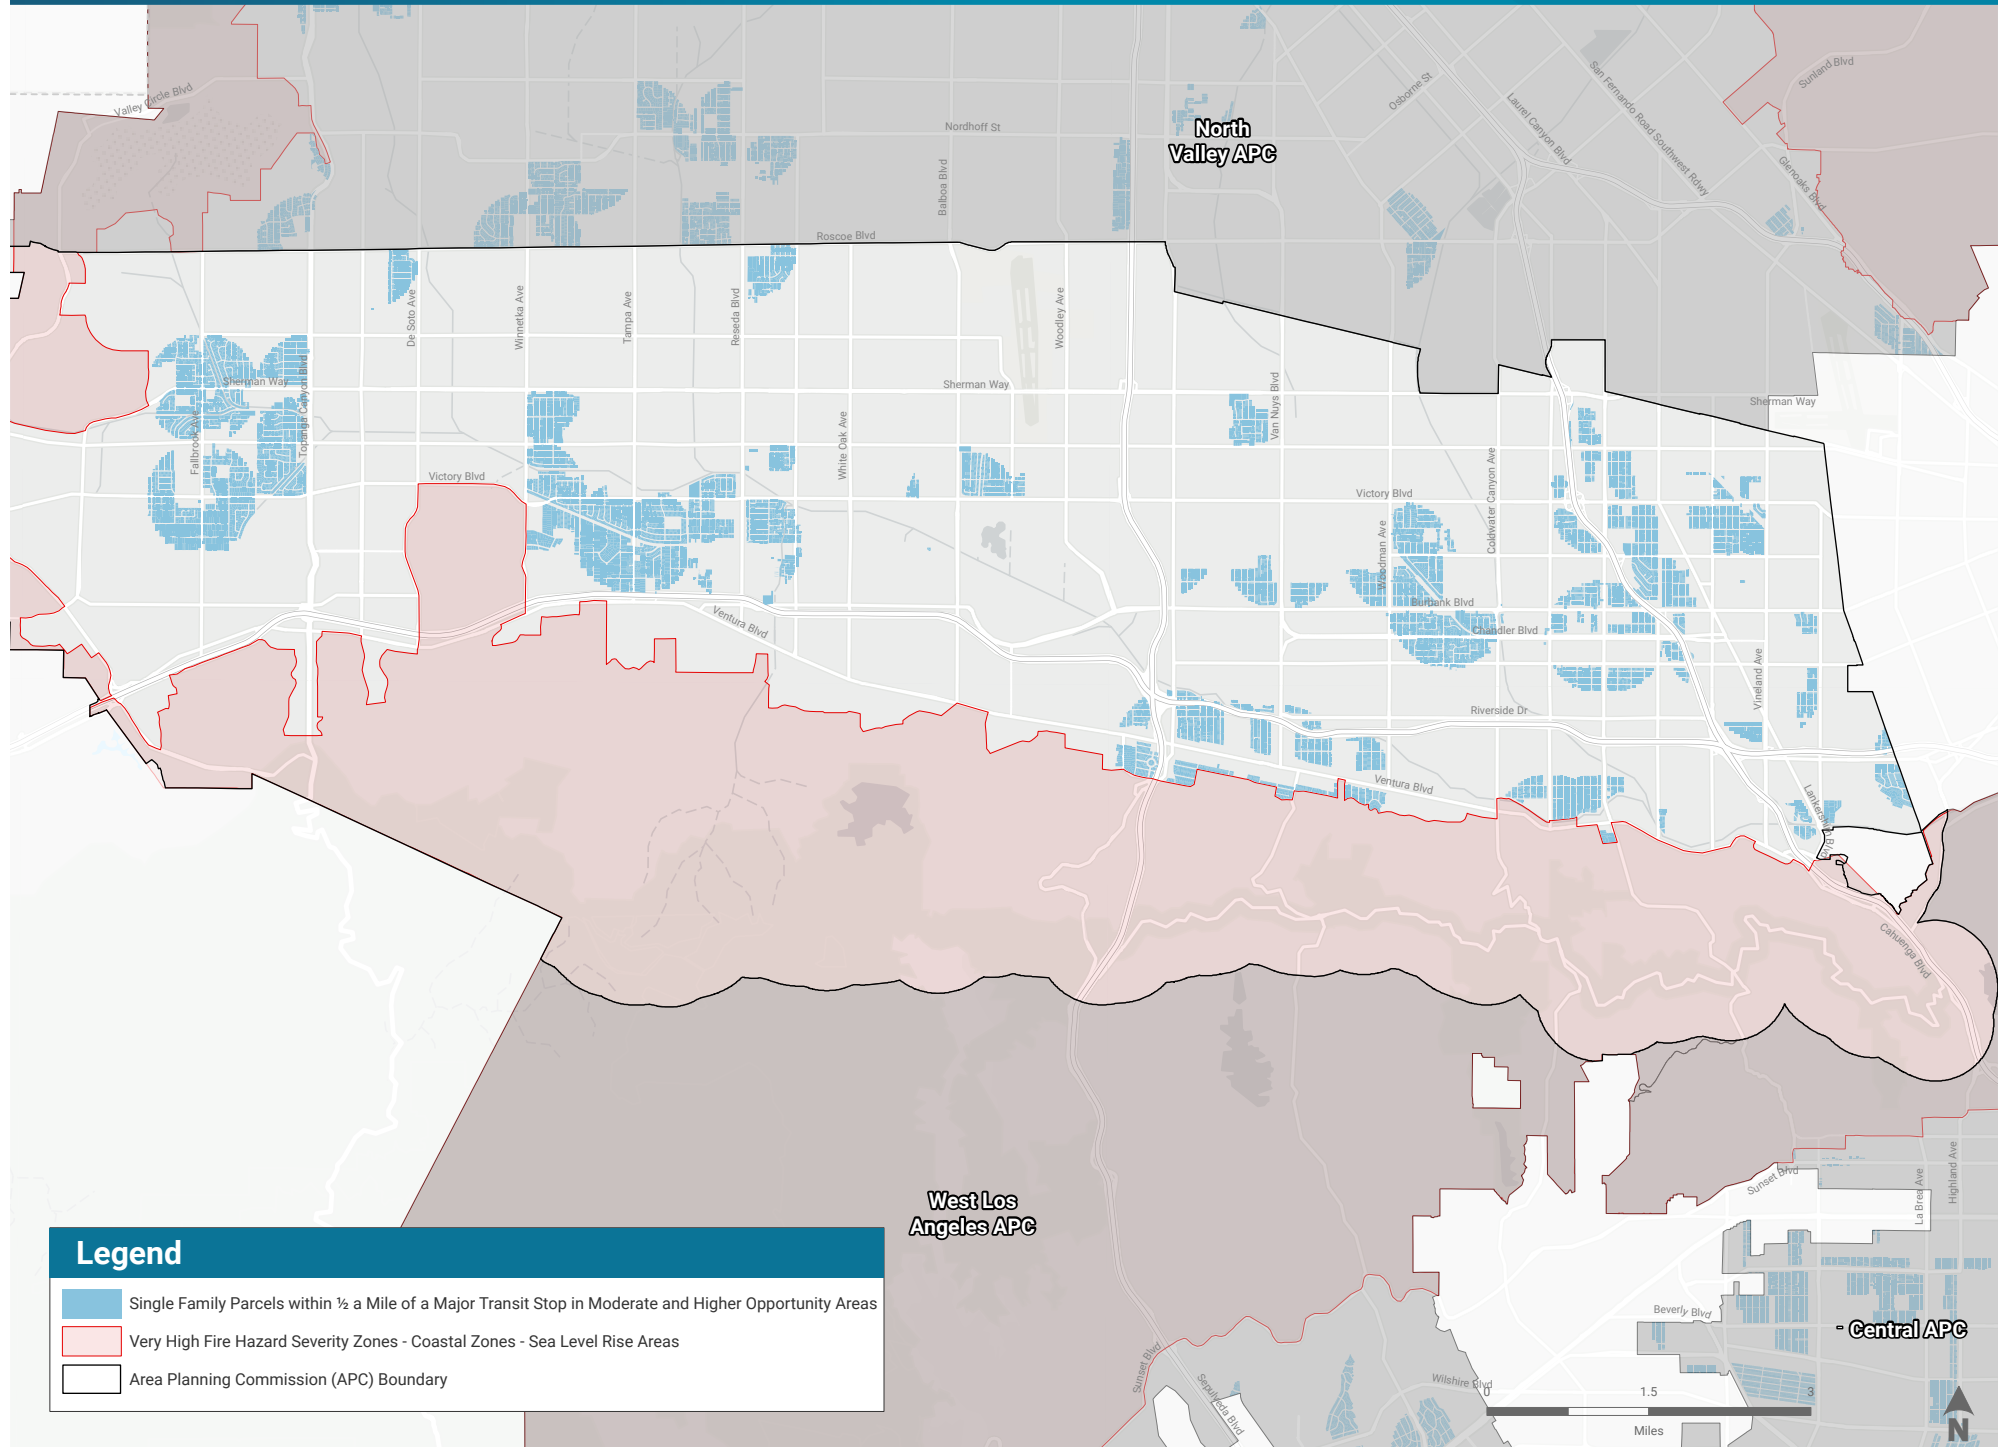 Sunland Blvd
San Fernando Road Southwest Rdwy
Osborne St
Laurel Canyon Blvd
Valley Circle Blvd
Nordhoff St
North
Valley APC
Glenoaks Blvd
Balboa Blvd
Roscoe Blvd
De Soto Ave
Winnetka Ave
Tampa Ave
Reseda Blvd
Woodley Ave
Sherman Way
Topanga Canyon Blvd
Sherman Way
Van Nuys Blvd
Sherman Way
Fallbrook Ave
White Oak Ave
Victory Blvd
Coldwater Canyon Ave
Victory Blvd
Woodman Ave
Burbank Blvd
Ventura Blvd
Chandler Blvd
Vineland Ave
Riverside Dr
Ventura Blvd
Lankershim Blvd
Cahuenga Blvd
West Los
Angeles APC
Sunset Blvd
La Brea Ave
Highland Ave
Beverly Blvd
Central APC
Sunset Blvd
Sepulveda Blvd
Wilshire Blvd
Legend
Single Family Parcels within ½ a Mile of a Major Transit Stop in Moderate and Higher Opportunity Areas
Very High Fire Hazard Severity Zones - Coastal Zones - Sea Level Rise Areas
Area Planning Commission (APC) Boundary
0 1.5 3
Miles
N